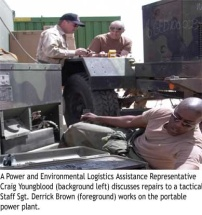 A Power and Environmental Logistics Assistance Representative
Craig Youngblood (background left) discusses repairs to a tactical
Staff Sgt. Derrick Brown (foreground) works on the portable
power plant.